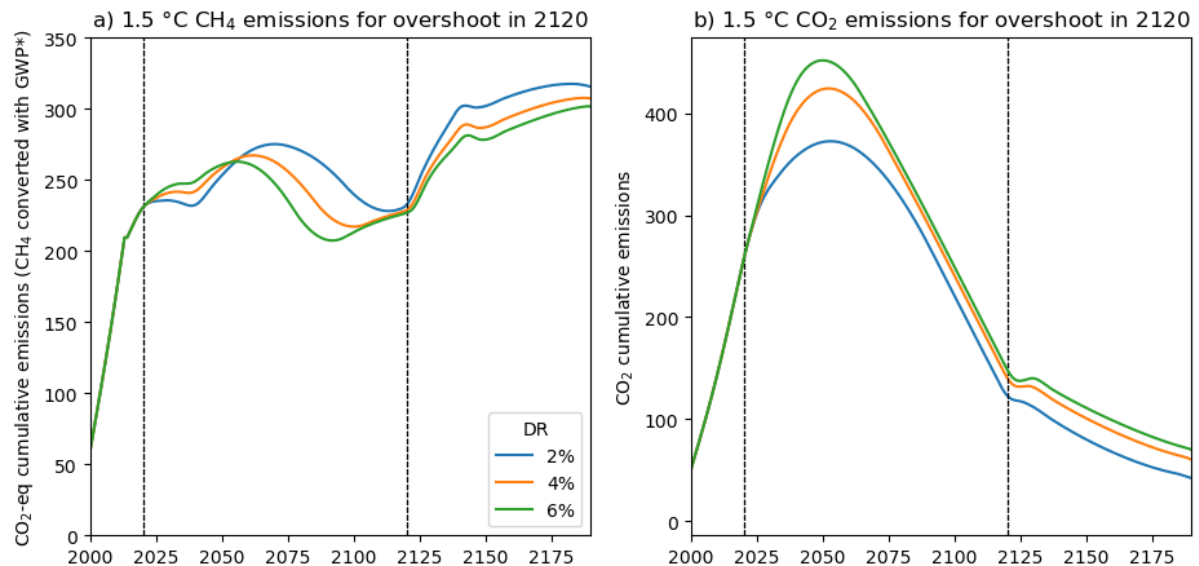 a) 1.5 °C CH₄ emissions for overshoot in 2120
CO₂-eq cumulative emissions (CH₄ converted with GWP*)
350
300
250
200
150
100
50
0
2000 2025 2050 2075 2100 2125 2150 2175
DR
2%
4%
6%
b) 1.5 °C CO₂ emissions for overshoot in 2120
CO₂ cumulative emissions
400
300
200
100
0
2000 2025 2050 2075 2100 2125 2150 2175